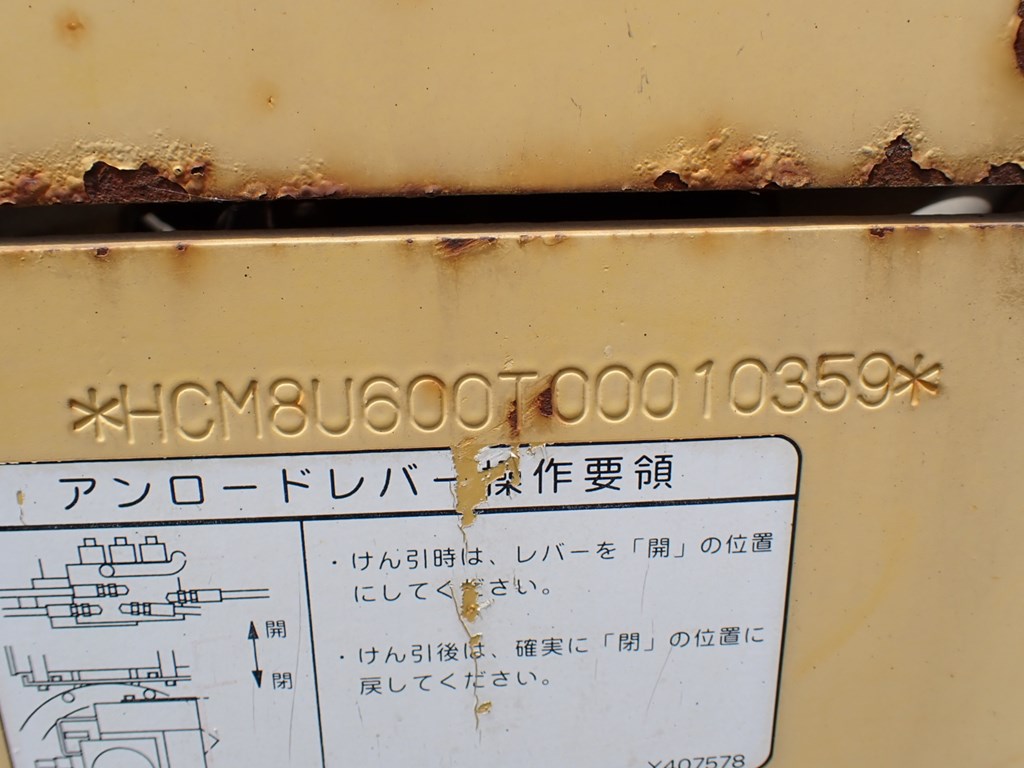 *HCM8U600T00010359*
アンロードレバー操作要領
・けん引時は、レバーを「開」の位置
にしてください。
・けん引後は、確実に「閉」の位置に
戻してください。
開
閉
Y407578